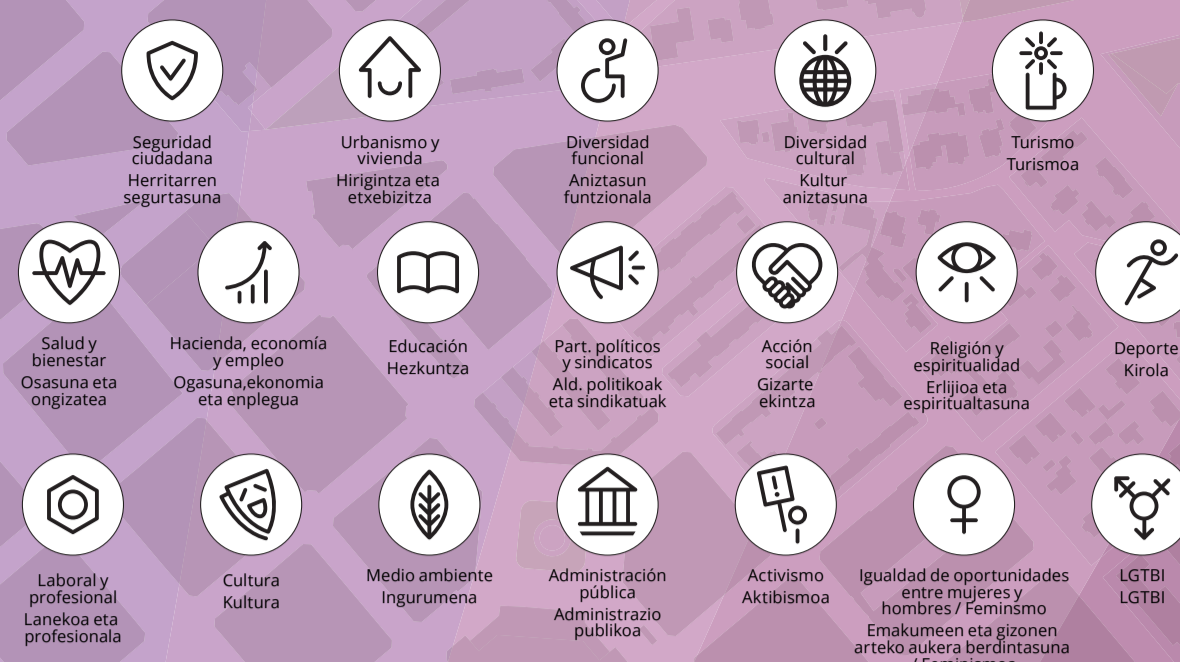 Seguridad
ciudadana
Herritarren
segurtasuna
Urbanismo y
vivienda
Hirigintza eta
etxebizitza
Diversidad
funcional
Aniztasun
funtzionala
Diversidad
cultural
Kultur
aniztasuna
Turismo
Turismoa
Salud y
bienestar
Osasuna eta
ongizatea
Hacienda, economía
y empleo
Ogasuna,ekonomia
eta enplegua
Educación
Hezkuntza
Part. políticos
y sindicatos
Ald. politikoak
eta sindikatuak
Acción
social
Gizarte
ekintza
Religión y
espiritualidad
Erlijioa eta
espiritualtasuna
Deporte
Kirola
Laboral y
profesional
Lanekoa eta
profesionala
Cultura
Kultura
Medio ambiente
Ingurumena
Administración
pública
Administrazio
publikoa
Activismo
Aktibismoa
Igualdad de oportunidades
entre mujeres y
hombres / Feminsmo
Emakumeen eta gizonen
arteko aukera berdintasuna
LGTBI
LGTBI